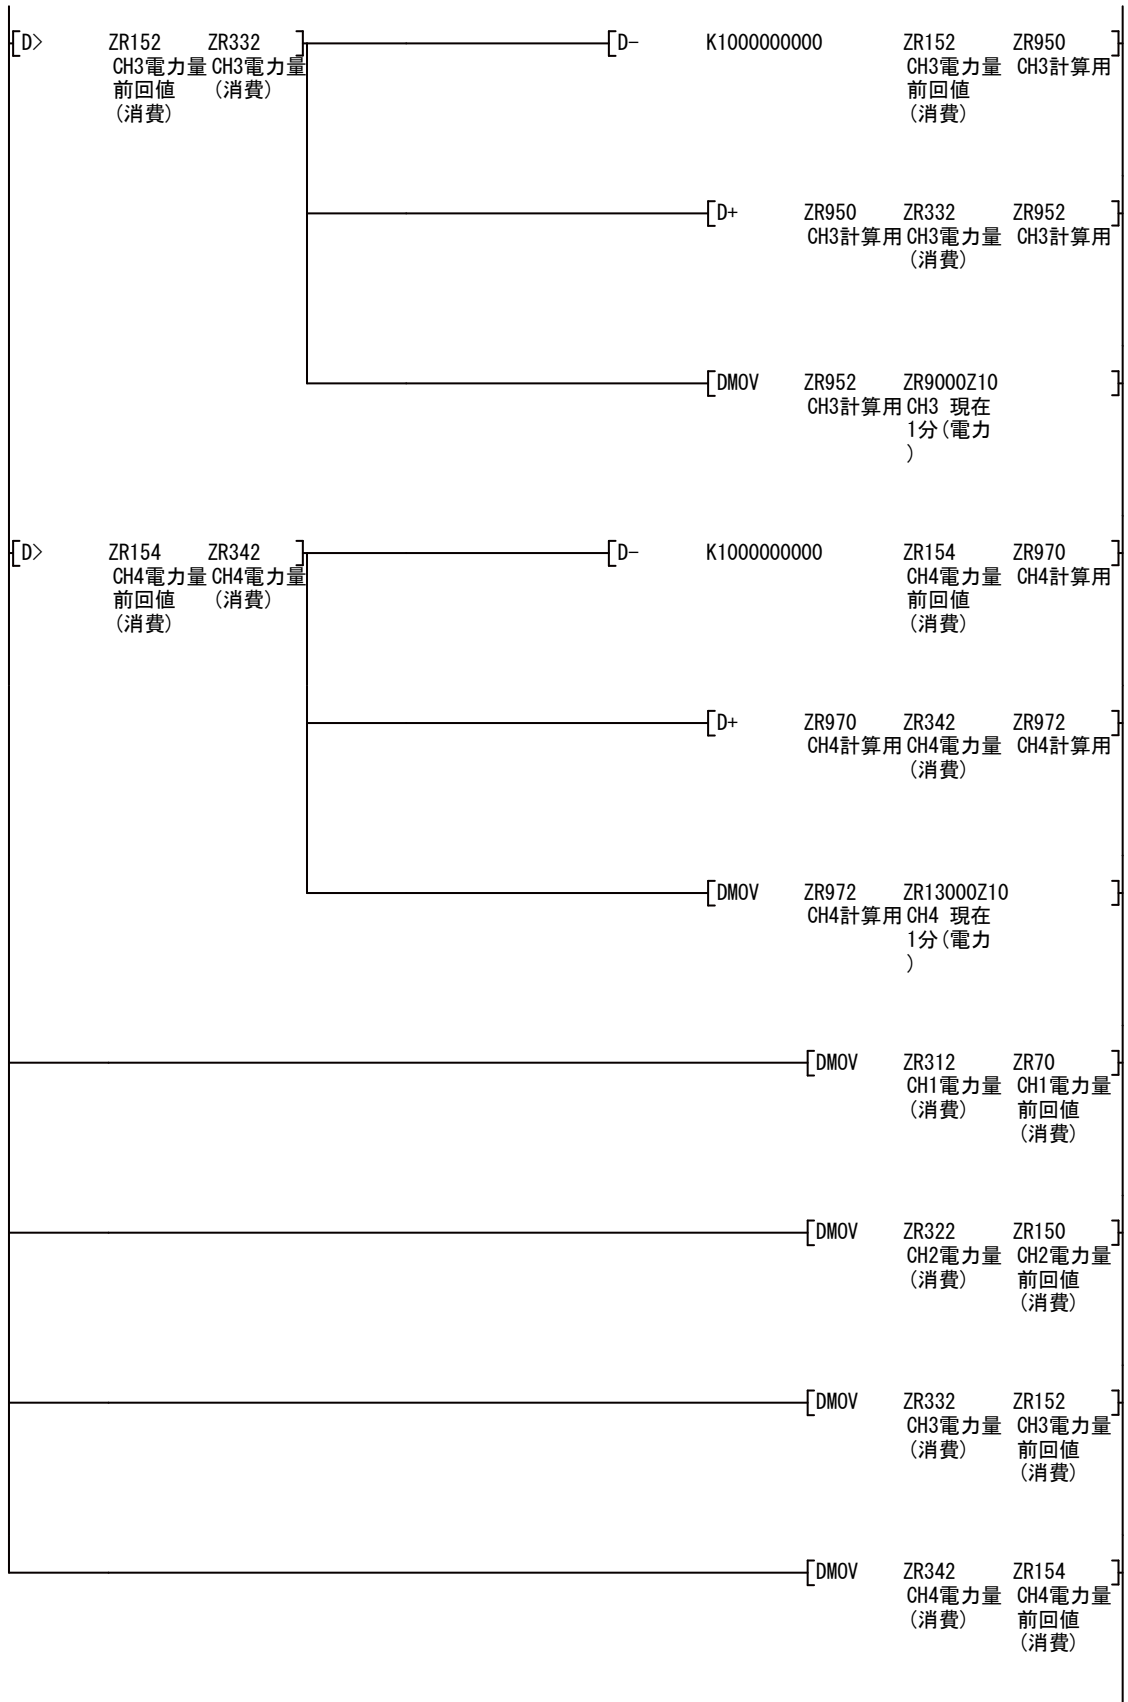 [D> ZR152 ZR332 ] [D- K1000000000 ZR152 ZR950 ]
CH3電力量 CH3電力量 CH3電力量 CH3計算用
前回値 (消費) 前回値
(消費) (消費)
[D+ ZR950 ZR332 ZR952 ]
CH3計算用 CH3電力量 CH3計算用
(消費)
[DMOV ZR952 ZR9000Z10 ]
CH3計算用 CH3 現在
1分(電力
)
[D> ZR154 ZR342 ] [D- K1000000000 ZR154 ZR970 ]
CH4電力量 CH4電力量 CH4電力量 CH4計算用
前回値 (消費) 前回値
(消費) (消費)
[D+ ZR970 ZR342 ZR972 ]
CH4計算用 CH4電力量 CH4計算用
(消費)
[DMOV ZR972 ZR13000Z10 ]
CH4計算用 CH4 現在
1分(電力
)
[DMOV ZR312 ZR70 ]
CH1電力量 CH1電力量
(消費) 前回値
(消費)
[DMOV ZR322 ZR150 ]
CH2電力量 CH2電力量
(消費) 前回値
(消費)
[DMOV ZR332 ZR152 ]
CH3電力量 CH3電力量
(消費) 前回値
(消費)
[DMOV ZR342 ZR154 ]
CH4電力量 CH4電力量
(消費) 前回値
(消費)